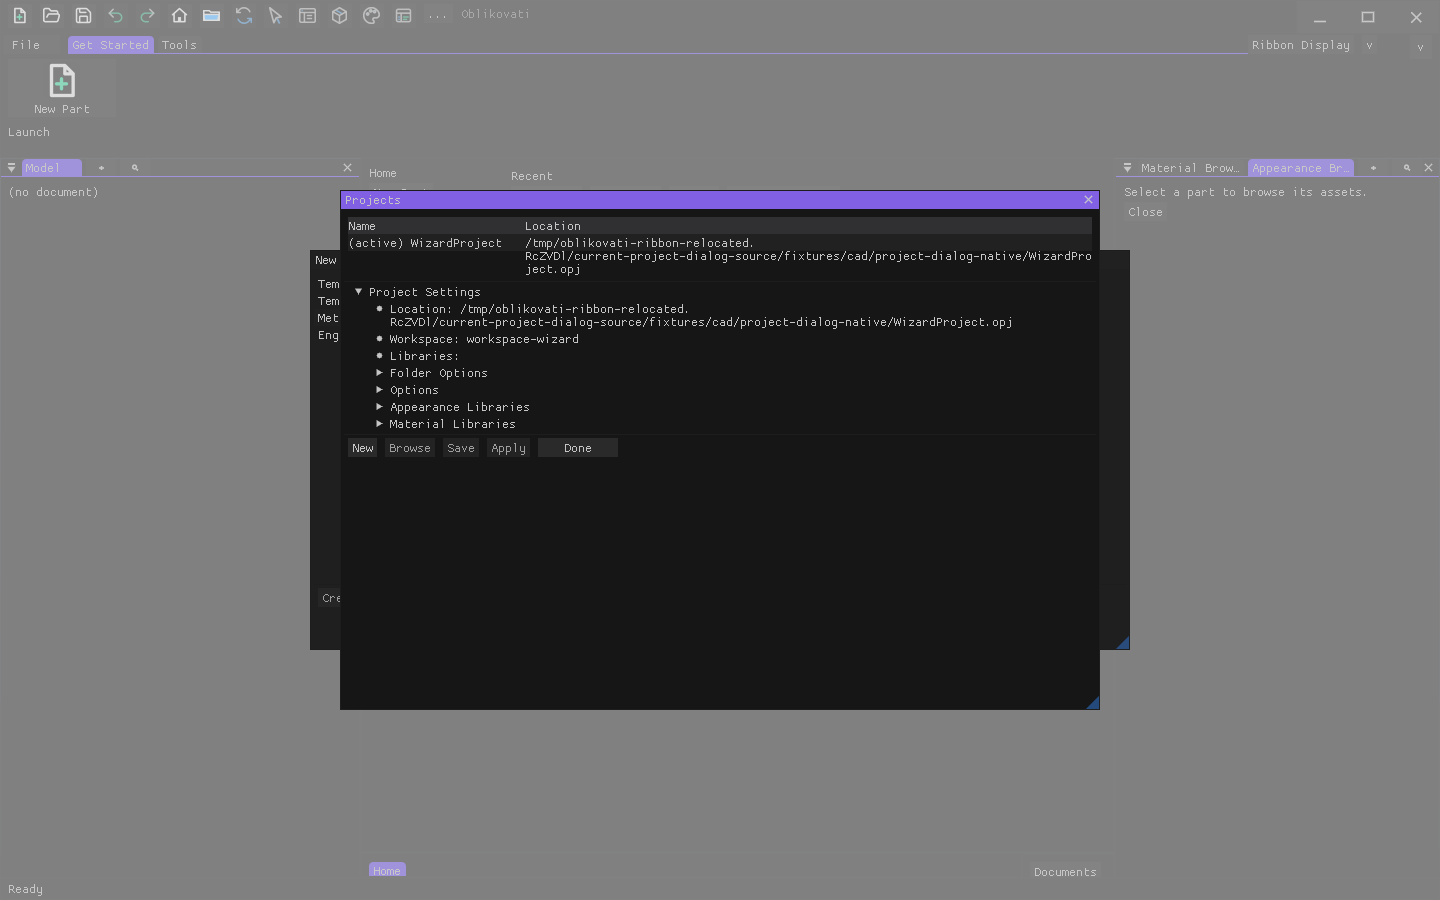 ... Oblikovati
File Get Started Tools Ribbon Display v v
New Part
Launch
Model
(no document)
Home
Recent
Material Brow… Appearance Br…
Select a part to browse its assets.
Close
Projects
Name Location
(active) WizardProject /tmp/oblikovati-ribbon-relocated.
RcZVDl/current-project-dialog-source/fixtures/cad/project-dialog-native/WizardPro
ject.opj
Project Settings
Location: /tmp/oblikovati-ribbon-relocated.
RcZVDl/current-project-dialog-source/fixtures/cad/project-dialog-native/WizardProject.opj
Workspace: workspace-wizard
Libraries:
Folder Options
Options
Appearance Libraries
Material Libraries
New Browse Save Apply Done
New
Tem
Tem
Met
Eng
Cre
Home
Documents
Ready